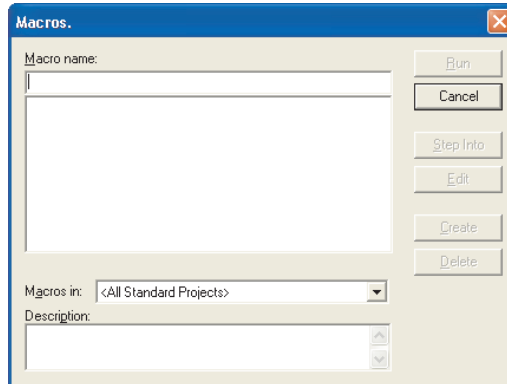 Macros.
Macro name:
Run
Cancel
Step Into
Edit
Create
Delete
Macros in: <All Standard Projects>
Description: